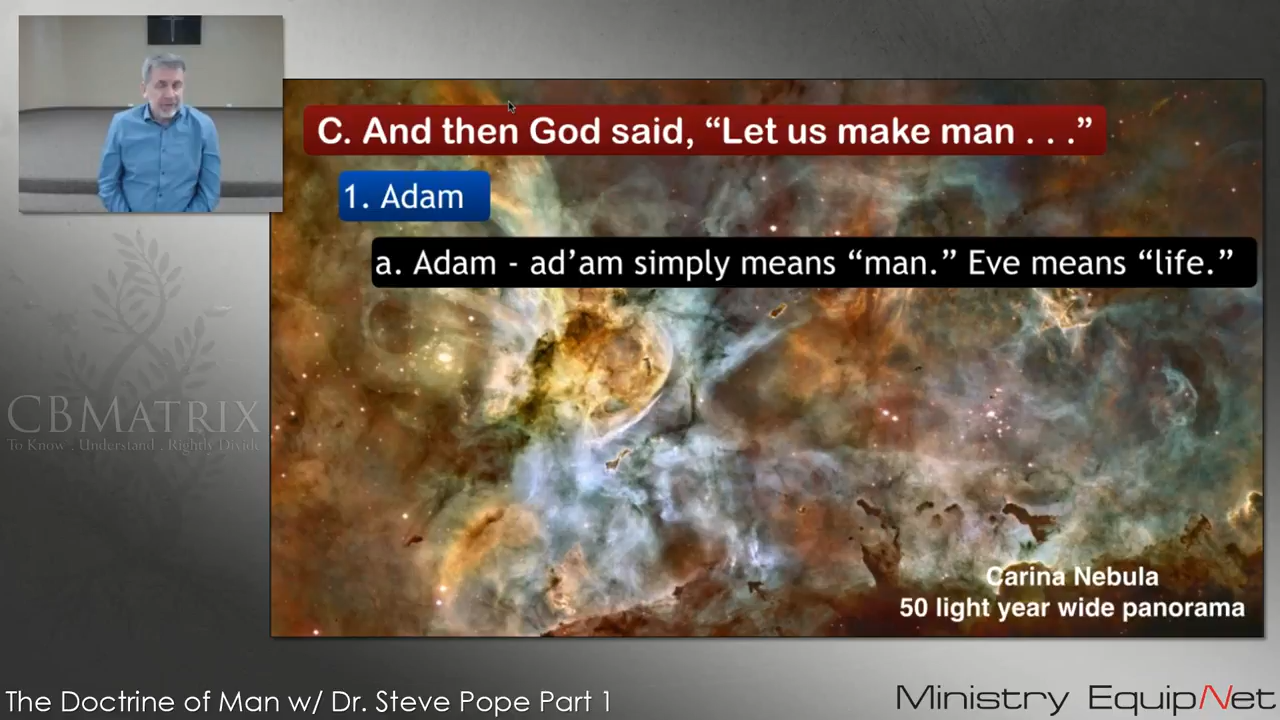 C. And then God said, “Let us make man . . .”
1. Adam
a. Adam - ad’am simply means “man.” Eve means “life.”
CBMATRIX
To Know . Understand . Rightly Divide
Carina Nebula
50 light year wide panorama
The Doctrine of Man w/ Dr. Steve Pope Part 1
Ministry EquipNet